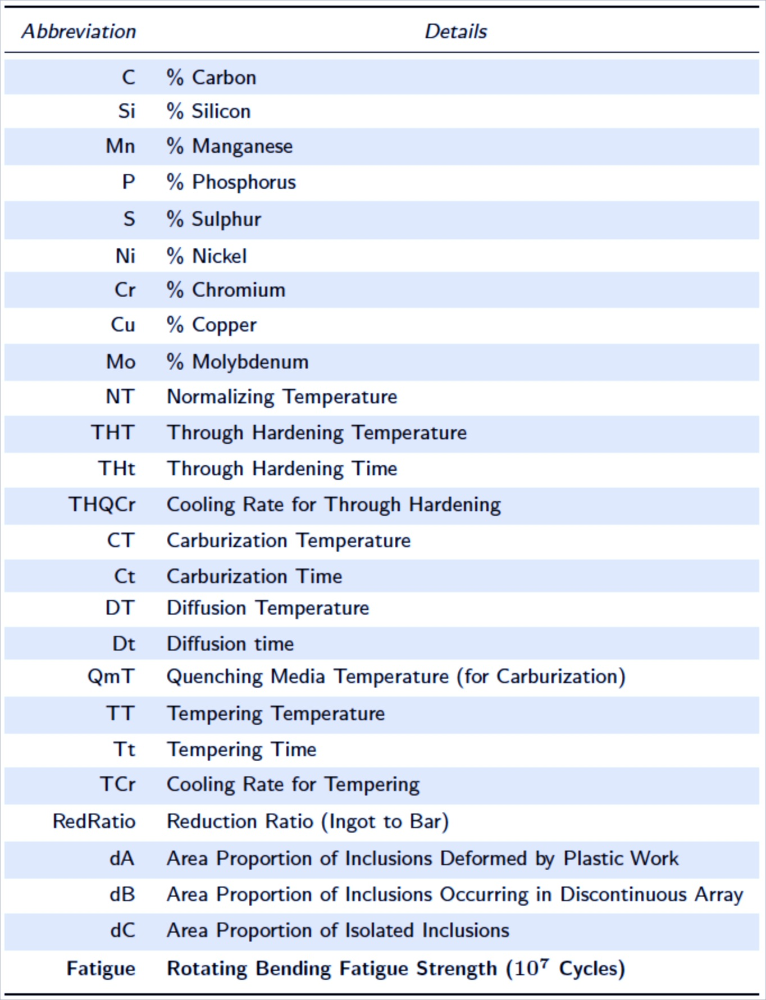 Abbreviation Details
C % Carbon
Si % Silicon
Mn % Manganese
P % Phosphorus
S % Sulphur
Ni % Nickel
Cr % Chromium
Cu % Copper
Mo % Molybdenum
NT Normalizing Temperature
THT Through Hardening Temperature
THt Through Hardening Time
THQCr Cooling Rate for Through Hardening
CT Carburization Temperature
Ct Carburization Time
DT Diffusion Temperature
Dt Diffusion time
QmT Quenching Media Temperature (for Carburization)
TT Tempering Temperature
Tt Tempering Time
TCr Cooling Rate for Tempering
RedRatio Reduction Ratio (Ingot to Bar)
dA Area Proportion of Inclusions Deformed by Plastic Work
dB Area Proportion of Inclusions Occurring in Discontinuous Array
dC Area Proportion of Isolated Inclusions
Fatigue Rotating Bending Fatigue Strength (10⁷ Cycles)